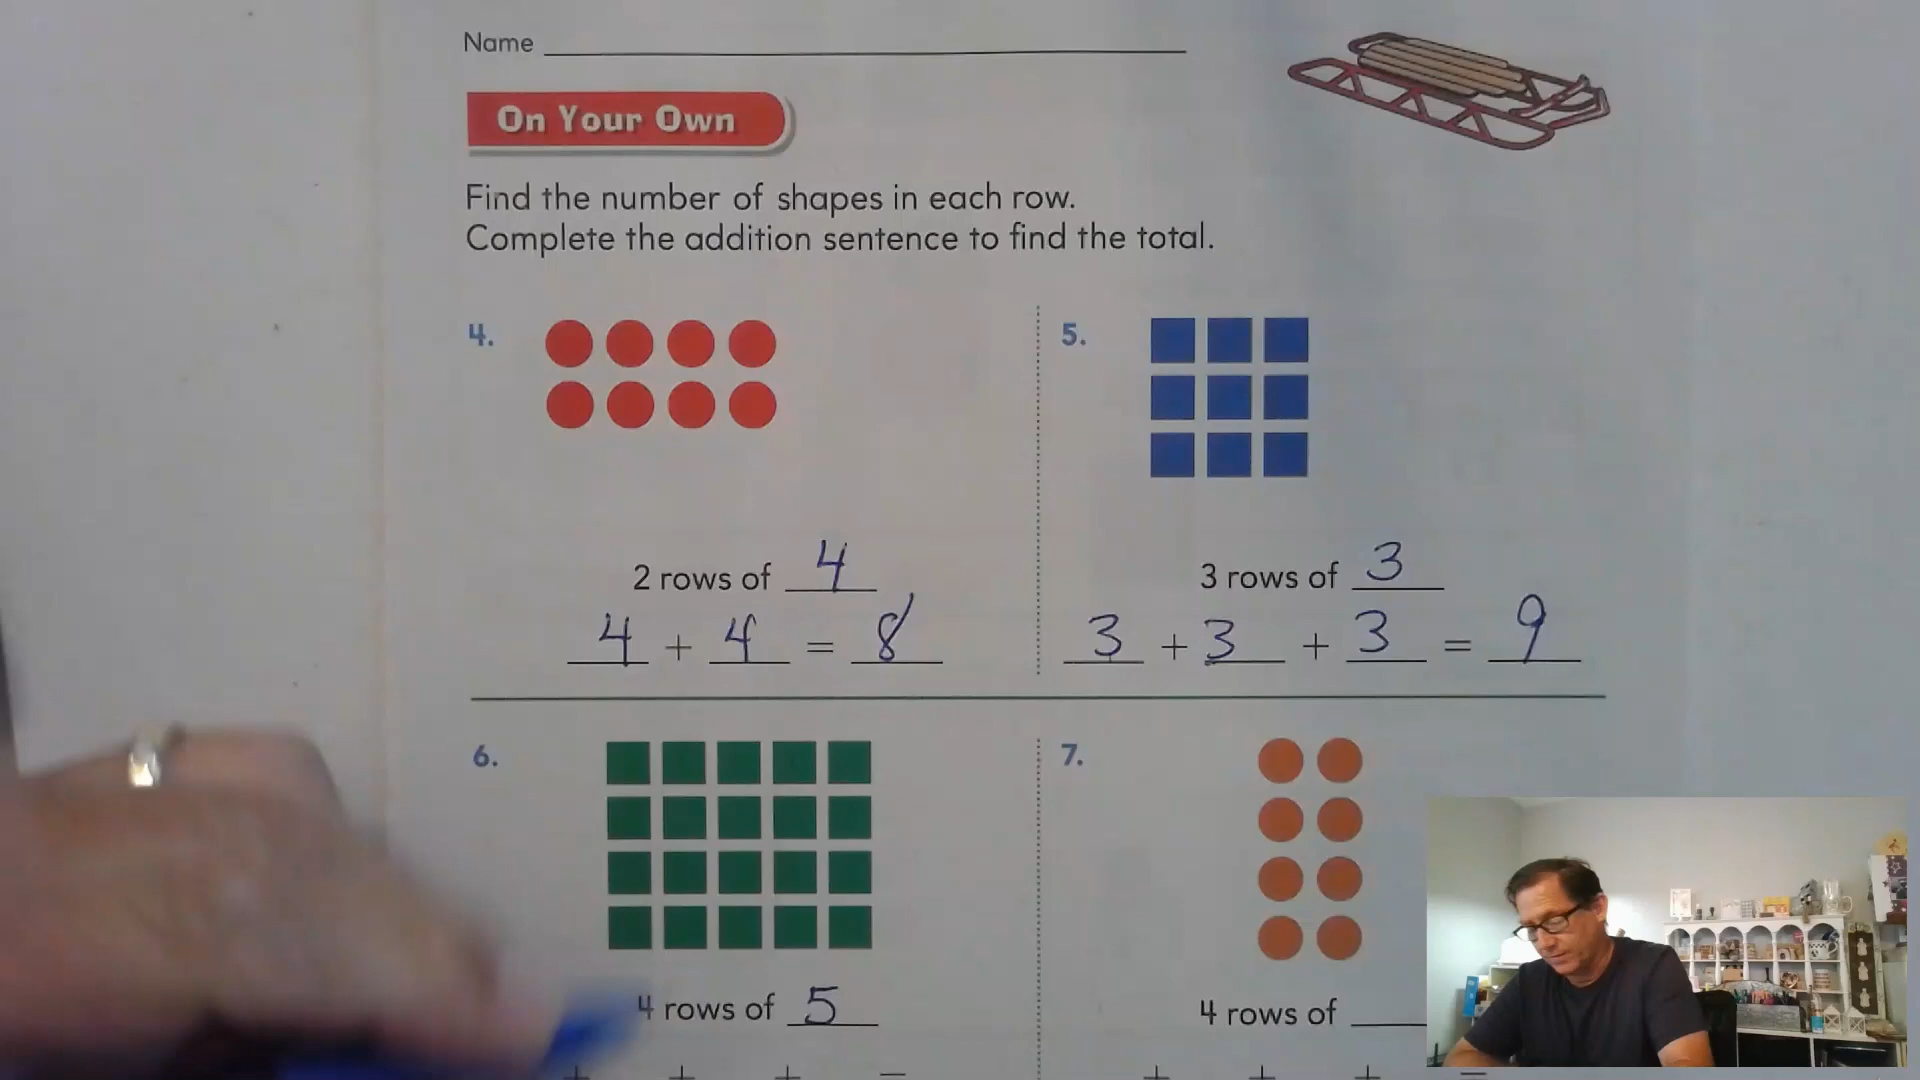 Name
On Your Own
Find the number of shapes in each row.
Complete the addition sentence to find the total.
4.
2 rows of 4
4 + 4 = 8
5.
3 rows of 3
3 + 3 + 3 = 9
6.
4 rows of 5
+ + + =
7.
4 rows of
+ + + =